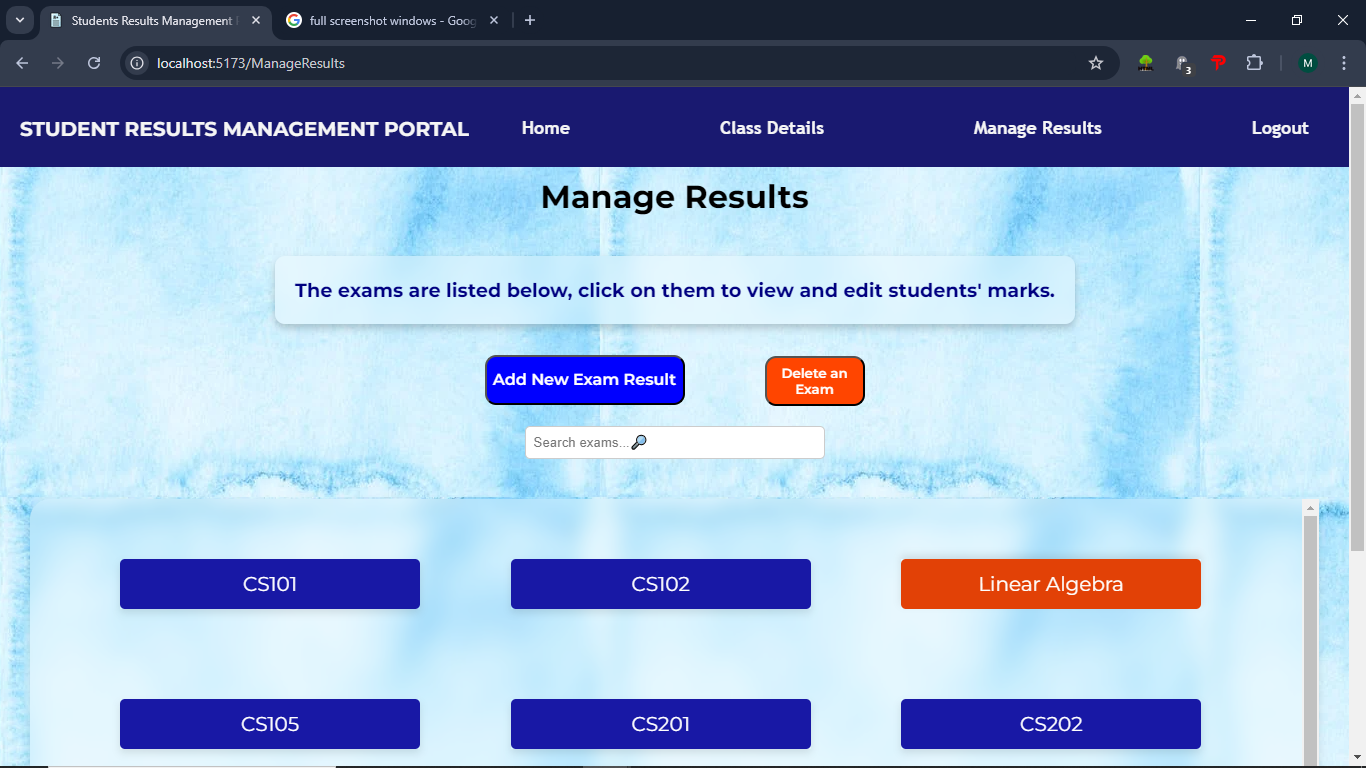 Students Results Management
full screenshot windows - Goog
localhost:5173/ManageResults
3
M
STUDENT RESULTS MANAGEMENT PORTAL
Home
Class Details
Manage Results
Logout
Manage Results
The exams are listed below, click on them to view and edit students' marks.
Add New Exam Result
Delete an
Exam
Search exams...🔎
CS101
CS102
Linear Algebra
CS105
CS201
CS202